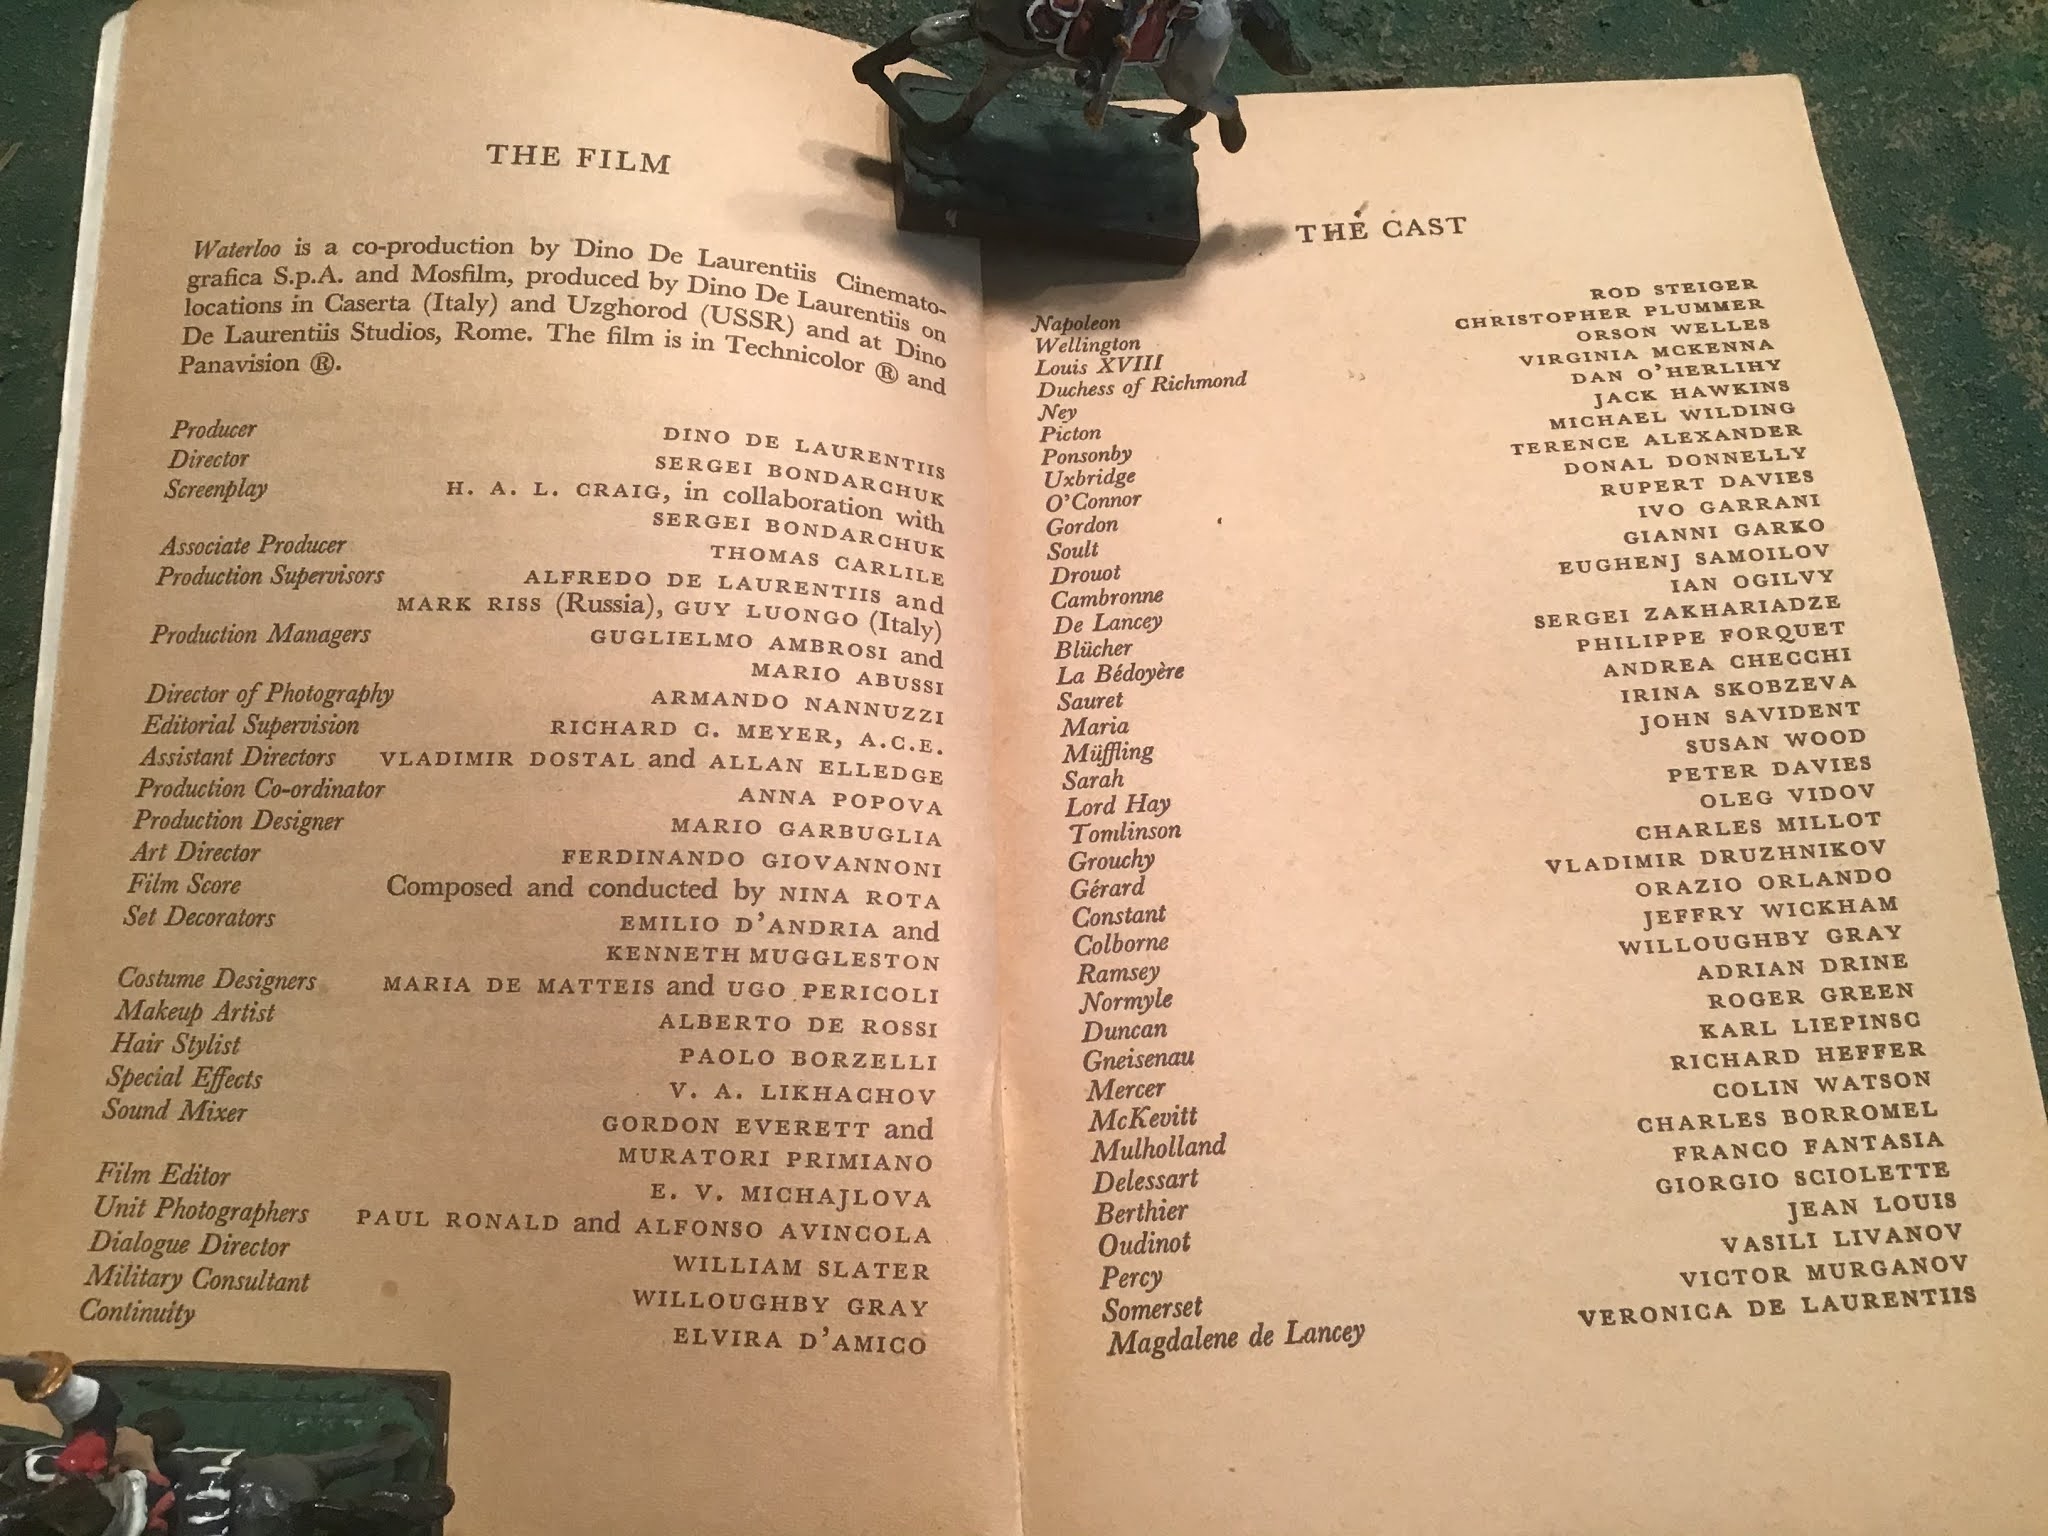 THE FILM
Waterloo is a co-production by Dino De Laurentiis Cinemato-
grafica S.p.A. and Mosfilm, produced by Dino De Laurentiis on
locations in Caserta (Italy) and Uzghorod (USSR) and at Dino
De Laurentiis Studios, Rome. The film is in Technicolor ® and
Panavision ®.
Producer DINO DE LAURENTIIS
Director SERGEI BONDARCHUK
Screenplay H. A. L. CRAIG, in collaboration with
SERGEI BONDARCHUK
Associate Producer THOMAS CARLILE
Production Supervisors ALFREDO DE LAURENTIIS and
MARK RISS (Russia), GUY LUONGO (Italy)
Production Managers GUGLIELMO AMBROSI and
MARIO ABUSSI
Director of Photography ARMANDO NANNUZZI
Editorial Supervision RICHARD C. MEYER, A.C.E.
Assistant Directors VLADIMIR DOSTAL and ALLAN ELLEDGE
Production Co-ordinator ANNA POPOVA
Production Designer MARIO GARBUGLIA
Art Director FERDINANDO GIOVANNONI
Film Score Composed and conducted by NINA ROTA
Set Decorators EMILIO D'ANDRIA and
KENNETH MUGGLESTON
Costume Designers MARIA DE MATTEIS and UGO PERICOLI
Makeup Artist ALBERTO DE ROSSI
Hair Stylist PAOLO BORZELLI
Special Effects V. A. LIKHACHOV
Sound Mixer GORDON EVERETT and
MURATORI PRIMIANO
Film Editor E. V. MICHAJLOVA
Unit Photographers PAUL RONALD and ALFONSO AVINCOLA
Dialogue Director WILLIAM SLATER
Military Consultant WILLOUGHBY GRAY
Continuity ELVIRA D'AMICO
THE CAST
Napoleon ROD STEIGER
Wellington CHRISTOPHER PLUMMER
Louis XVIII ORSON WELLES
Duchess of Richmond VIRGINIA MCKENNA
Ney DAN O'HERLIHY
Picton JACK HAWKINS
Ponsonby MICHAEL WILDING
Uxbridge TERENCE ALEXANDER
O'Connor DONAL DONNELLY
Gordon RUPERT DAVIES
Soult IVO GARRANI
Drouot GIANNI GARKO
Cambronne EUGHENJ SAMOILOV
De Lancey IAN OGILVY
Blücher SERGEI ZAKHARIADZE
La Bédoyère PHILIPPE FORQUET
Sauret ANDREA CHECCHI
Maria IRINA SKOBZEVA
Müffling JOHN SAVIDENT
Sarah SUSAN WOOD
Lord Hay PETER DAVIES
Tomlinson OLEG VIDOV
Grouchy CHARLES MILLOT
Gérard VLADIMIR DRUZHNIKOV
Constant ORAZIO ORLANDO
Colborne JEFFRY WICKHAM
Ramsey WILLOUGHBY GRAY
Normyle ADRIAN DRINE
Duncan ROGER GREEN
Gneisenau KARL LIEPINSC
Mercer RICHARD HEFFER
McKevitt COLIN WATSON
Mulholland CHARLES BORROMEL
Delessart FRANCO FANTASIA
Berthier GIORGIO SCIOLETTE
Oudinot JEAN LOUIS
Percy VASILI LIVANOV
Somerset VICTOR MURGANOV
Magdalene de Lancey VERONICA DE LAURENTIIS